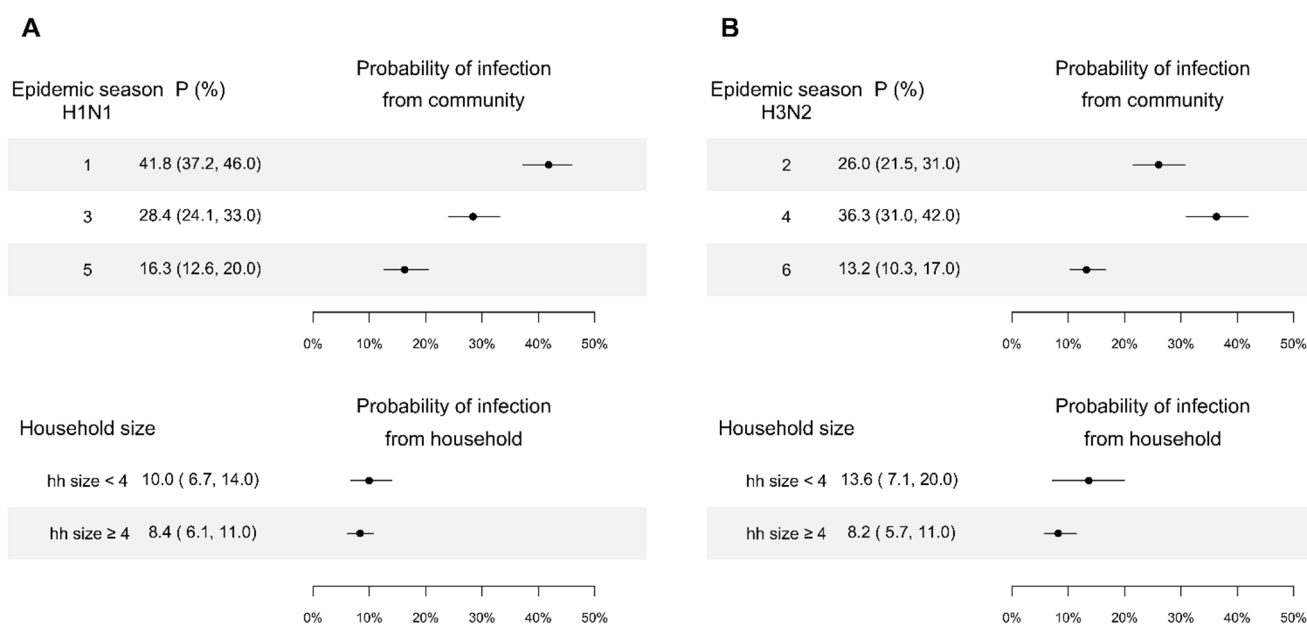 A
Epidemic season P (%)
H1N1
Probability of infection
from community
1 41.8 (37.2, 46.0)
3 28.4 (24.1, 33.0)
5 16.3 (12.6, 20.0)
0% 10% 20% 30% 40% 50%
Household size
Probability of infection
from household
hh size < 4 10.0 ( 6.7, 14.0)
hh size ≥ 4 8.4 ( 6.1, 11.0)
0% 10% 20% 30% 40% 50%
B
Epidemic season P (%)
H3N2
Probability of infection
from community
2 26.0 (21.5, 31.0)
4 36.3 (31.0, 42.0)
6 13.2 (10.3, 17.0)
0% 10% 20% 30% 40% 50%
Household size
Probability of infection
from household
hh size < 4 13.6 ( 7.1, 20.0)
hh size ≥ 4 8.2 ( 5.7, 11.0)
0% 10% 20% 30% 40% 50%